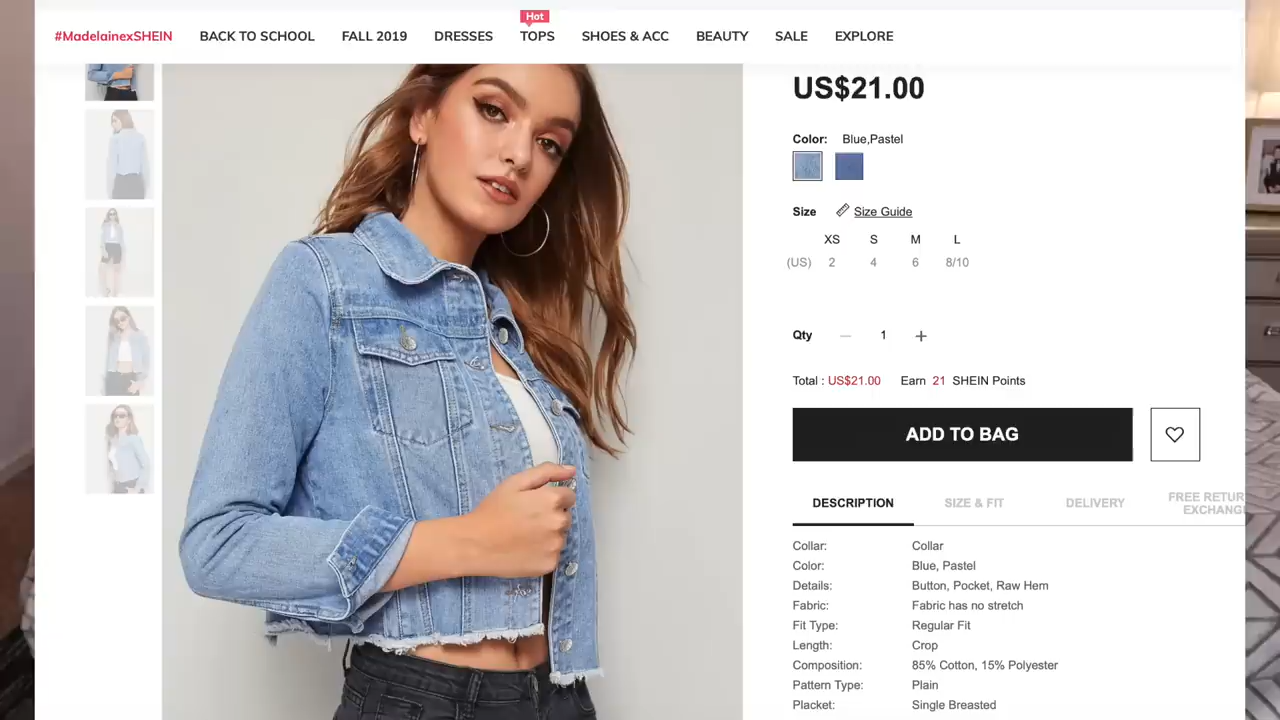 Hot
#MadelainexSHEIN BACK TO SCHOOL FALL 2019 DRESSES TOPS SHOES & ACC BEAUTY SALE EXPLORE
US$21.00
Color: Blue,Pastel
Size Size Guide
XS S M L
(US) 2 4 6 8/10
Qty — 1 +
Total : US$21.00 Earn 21 SHEIN Points
ADD TO BAG
DESCRIPTION SIZE & FIT DELIVERY FREE RETUR
EXCHANG
Collar: Collar
Color: Blue, Pastel
Details: Button, Pocket, Raw Hem
Fabric: Fabric has no stretch
Fit Type: Regular Fit
Length: Crop
Composition: 85% Cotton, 15% Polyester
Pattern Type: Plain
Placket: Single Breasted